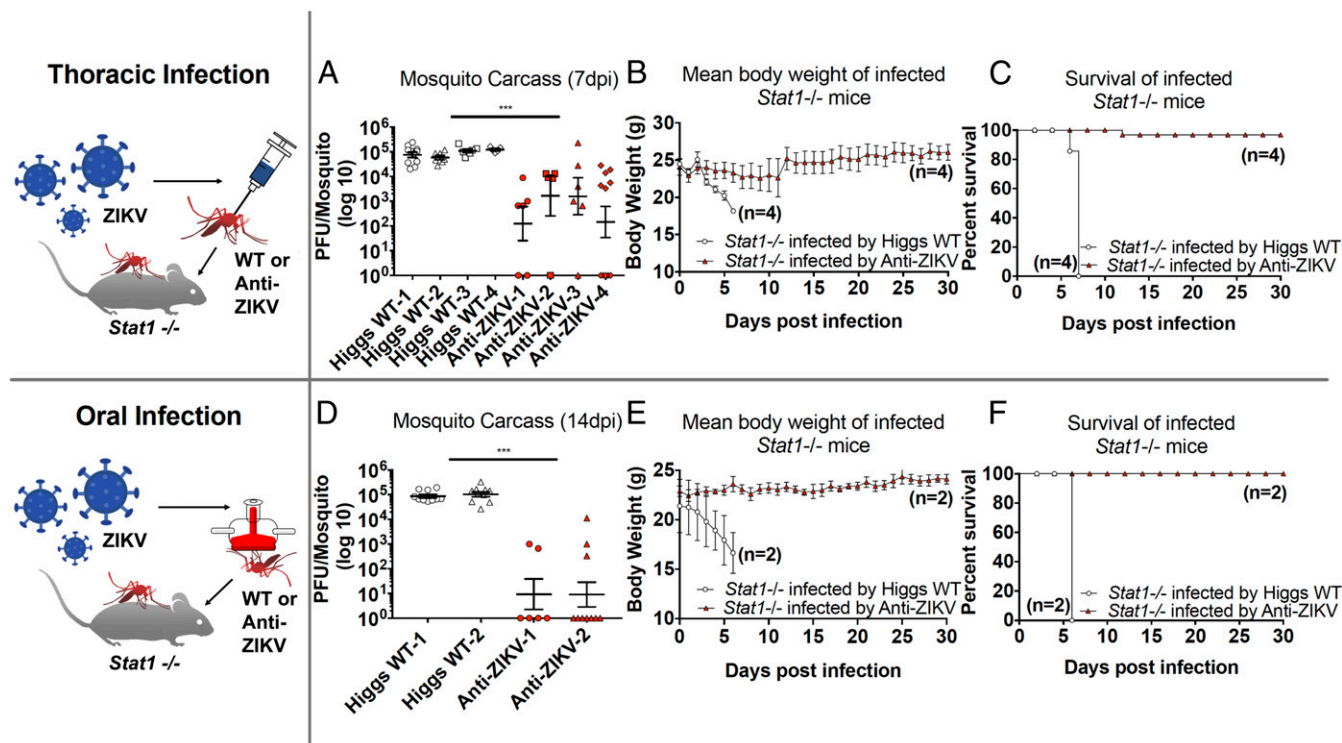 Thoracic Infection
ZIKV
WT or
Anti-
ZIKV
Stat1 -/-
A
Mosquito Carcass (7dpi)
***
PFU/Mosquito
(log 10)
10^6
10^5
10^4
10^3
10^2
10^1
10^0
Higgs WT-1
Higgs WT-2
Higgs WT-3
Higgs WT-4
Anti-ZIKV-1
Anti-ZIKV-2
Anti-ZIKV-3
Anti-ZIKV-4
B
Mean body weight of infected
Stat1-/- mice
Body Weight (g)
30
25
20
15
10
(n=4)
(n=4)
Stat1-/- infected by Higgs WT
Stat1-/- infected by Anti-ZIKV
0 5 10 15 20 25 30
Days post infection
C
Survival of infected
Stat1-/- mice
Percent survival
100
80
60
40
20
0
(n=4)
(n=4)
Stat1-/- infected by Higgs WT
Stat1-/- infected by Anti-ZIKV
0 5 10 15 20 25 30
Days post infection
Oral Infection
ZIKV
WT or
Anti-
ZIKV
Stat1 -/-
D
Mosquito Carcass (14dpi)
***
PFU/Mosquito
(log 10)
10^6
10^5
10^4
10^3
10^2
10^1
10^0
Higgs WT-1
Higgs WT-2
Anti-ZIKV-1
Anti-ZIKV-2
E
Mean body weight of infected
Stat1-/- mice
Body Weight (g)
25
20
15
10
(n=2)
(n=2)
Stat1-/- infected by Higgs WT
Stat1-/- infected by Anti-ZIKV
0 5 10 15 20 25 30
Days post infection
F
Survival of infected
Stat1-/- mice
Percent survival
100
80
60
40
20
0
(n=2)
(n=2)
Stat1-/- infected by Higgs WT
Stat1-/- infected by Anti-ZIKV
0 5 10 15 20 25 30
Days post infection